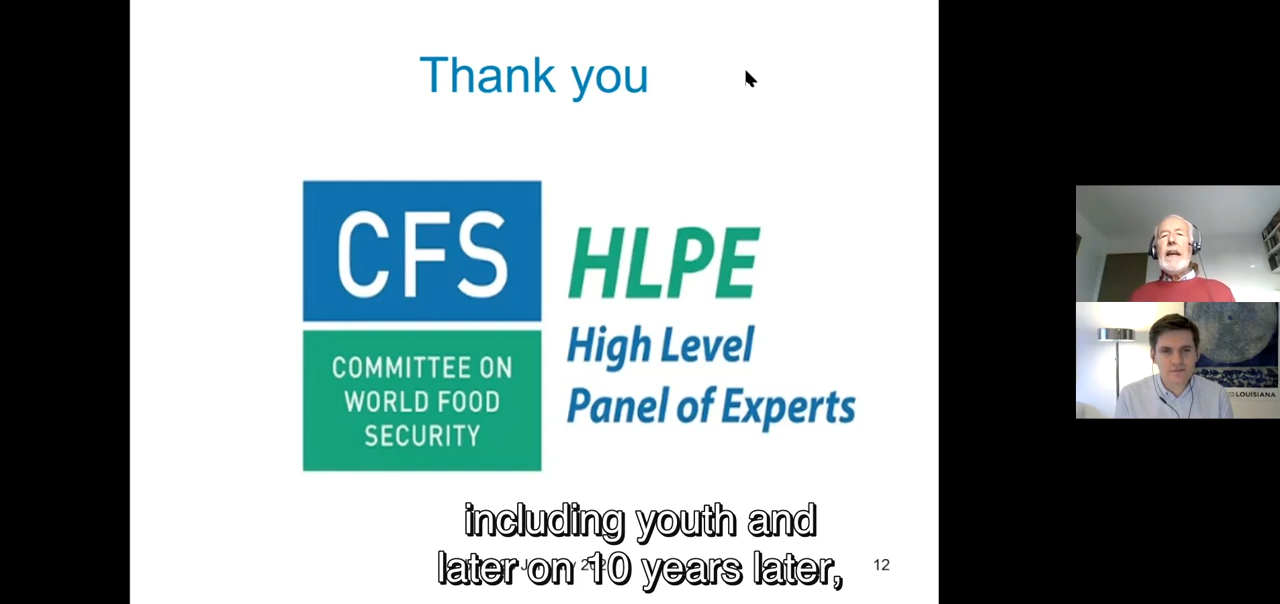 Thank you
CFS
COMMITTEE ON
WORLD FOOD
SECURITY
HLPE
High Level
Panel of Experts
LOUISIANA
including youth and
later on 10 years later,
12